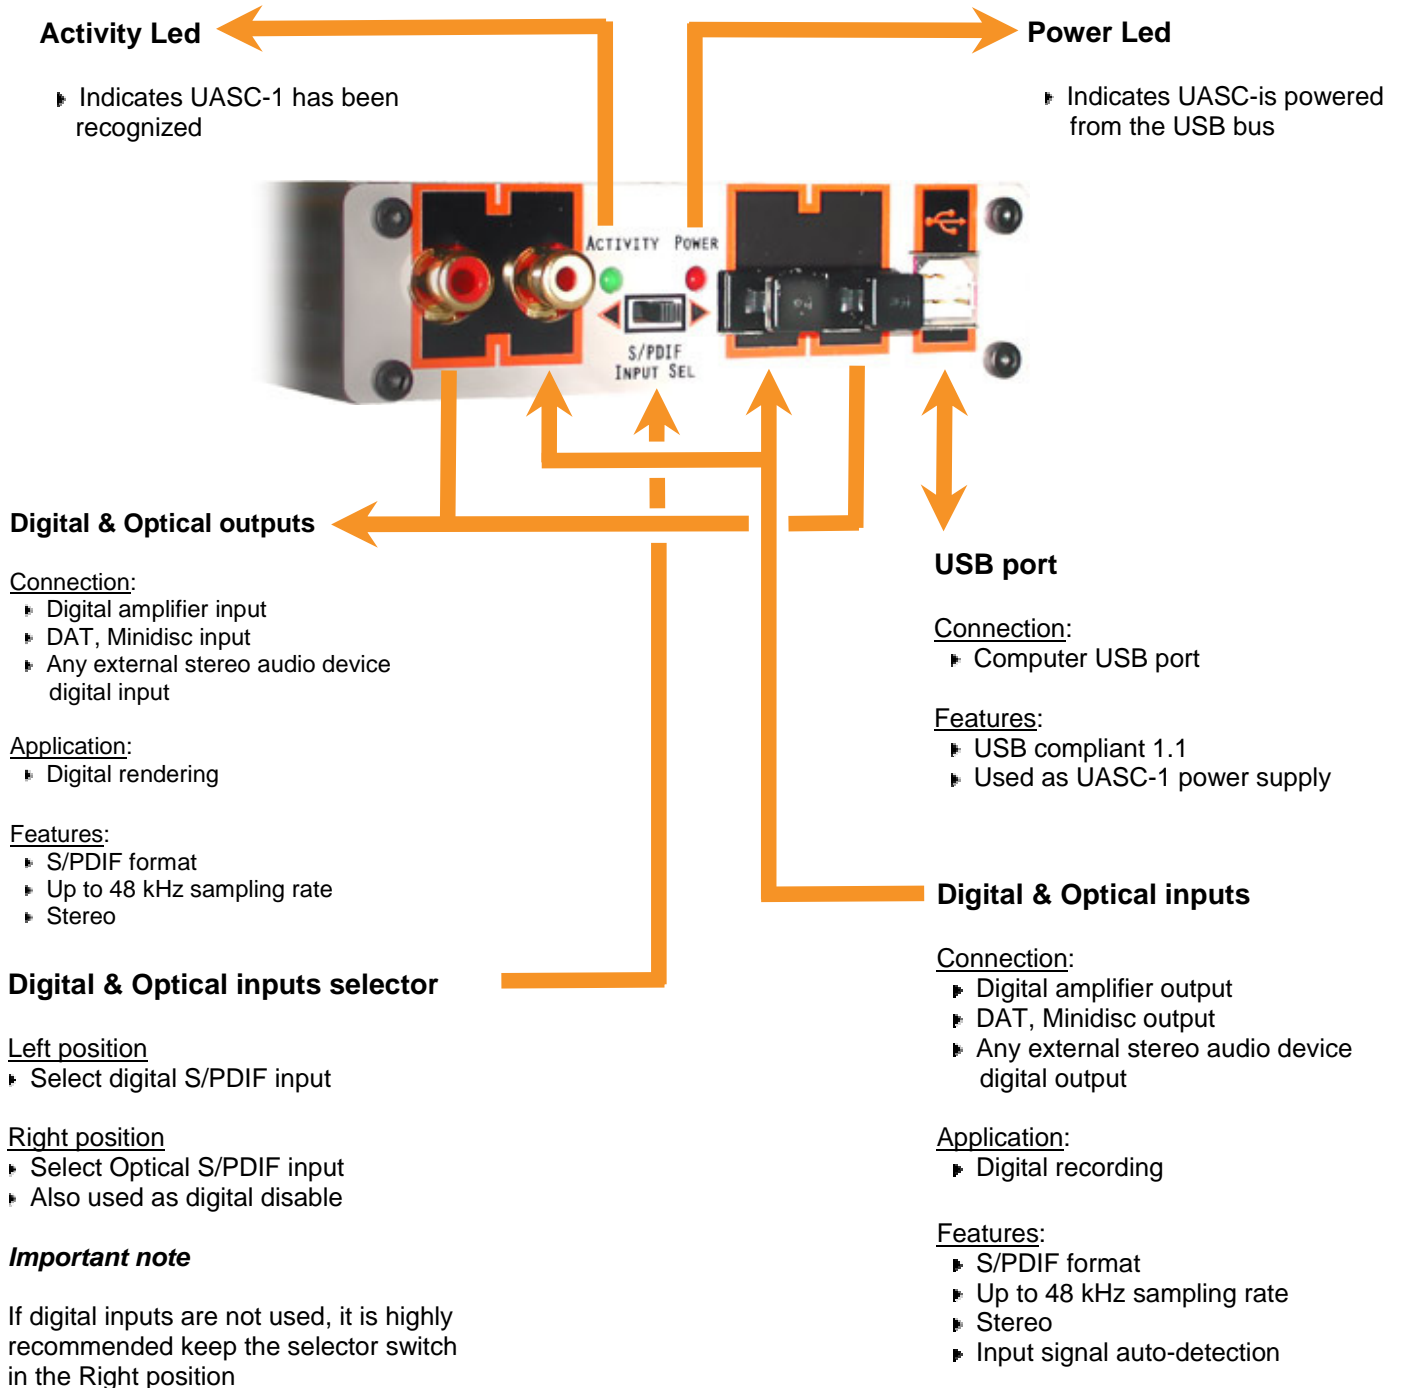 Activity Led
Indicates UASC-1 has been
recognized
Power Led
Indicates UASC-is powered
from the USB bus
ACTIVITY POWER
S/PDIF
INPUT SEL
Digital & Optical outputs
Connection:
Digital amplifier input
DAT, Minidisc input
Any external stereo audio device
digital input
Application:
Digital rendering
Features:
S/PDIF format
Up to 48 kHz sampling rate
Stereo
Digital & Optical inputs selector
Left position
Select digital S/PDIF input
Right position
Select Optical S/PDIF input
Also used as digital disable
Important note
If digital inputs are not used, it is highly
recommended keep the selector switch
in the Right position
USB port
Connection:
Computer USB port
Features:
USB compliant 1.1
Used as UASC-1 power supply
Digital & Optical inputs
Connection:
Digital amplifier output
DAT, Minidisc output
Any external stereo audio device
digital output
Application:
Digital recording
Features:
S/PDIF format
Up to 48 kHz sampling rate
Stereo
Input signal auto-detection